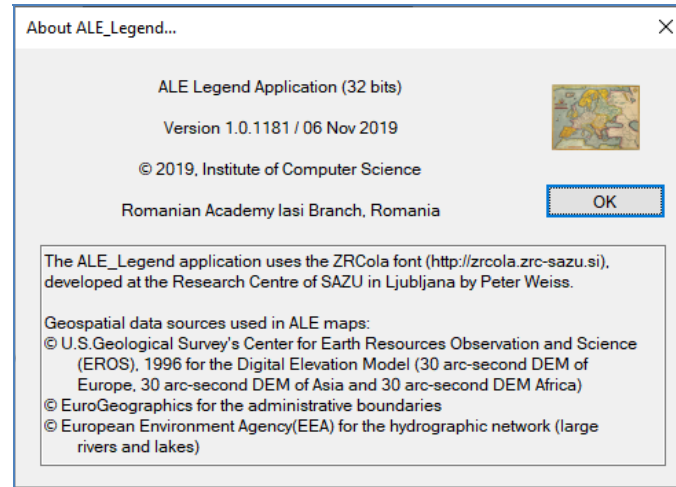 About ALE_Legend...
ALE Legend Application (32 bits)
Version 1.0.1181 / 06 Nov 2019
© 2019, Institute of Computer Science
Romanian Academy Iasi Branch, Romania
OK
The ALE_Legend application uses the ZRCola font (http://zrcola.zrc-sazu.si),
developed at the Research Centre of SAZU in Ljubljana by Peter Weiss.
Geospatial data sources used in ALE maps:
© U.S.Geological Survey's Center for Earth Resources Observation and Science
(EROS), 1996 for the Digital Elevation Model (30 arc-second DEM of
Europe, 30 arc-second DEM of Asia and 30 arc-second DEM Africa)
© EuroGeographics for the administrative boundaries
© European Environment Agency(EEA) for the hydrographic network (large
rivers and lakes)